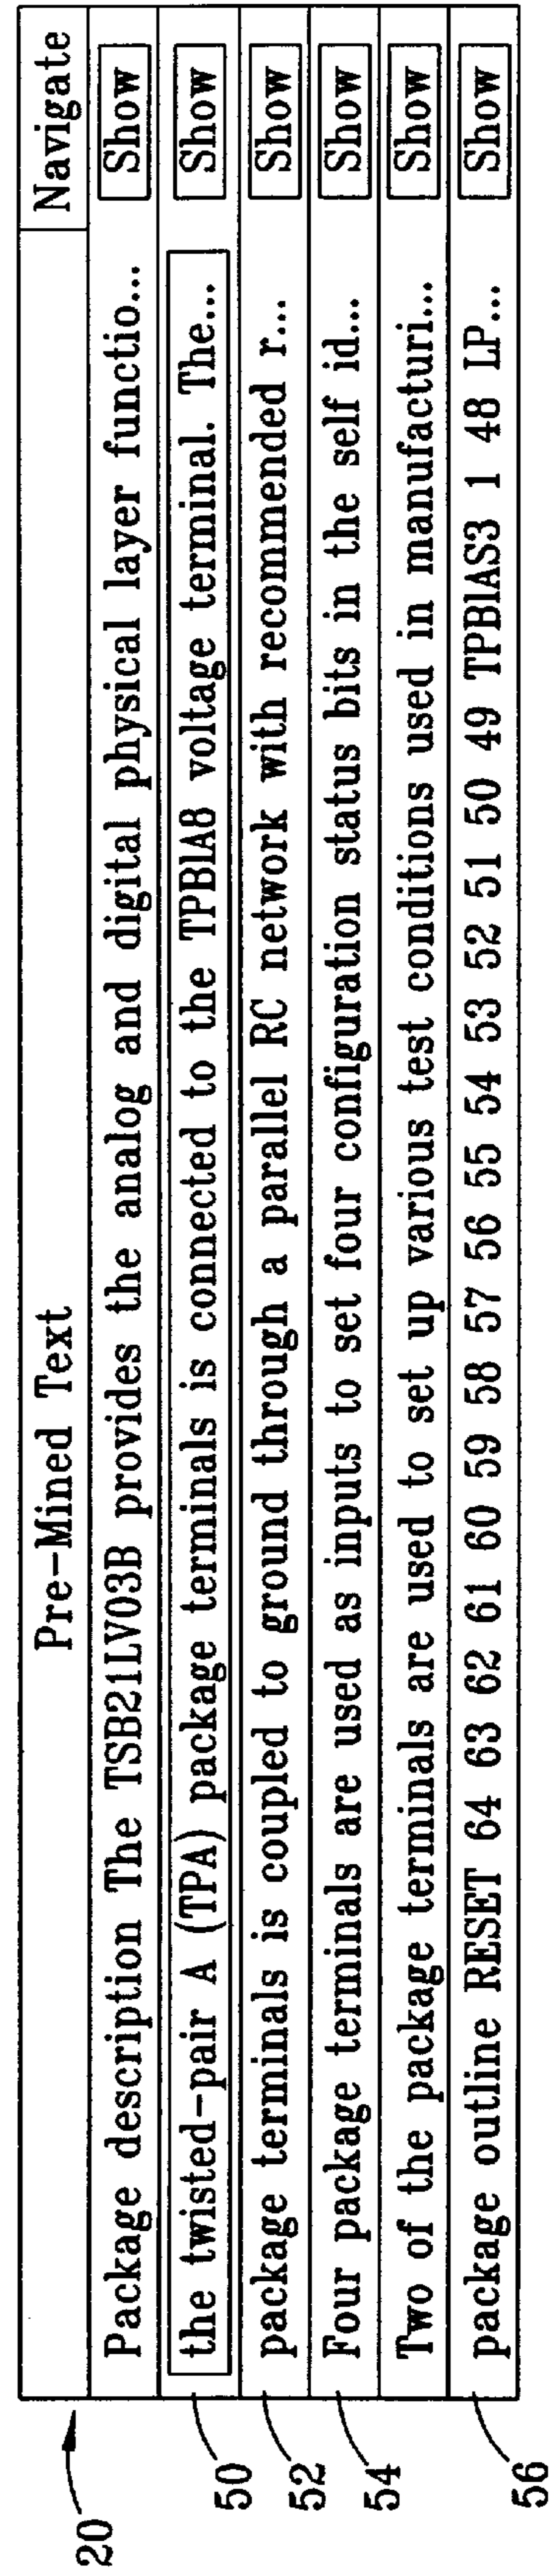 20
Pre-Mined Text Navigate
Package description The TSB21LV03B provides the analog and digital physical layer functio... Show
50 the twisted-pair A (TPA) package terminals is connected to the TPB1A8 voltage terminal. The... Show
52 package terminals is coupled to ground through a parallel RC network with recommended r... Show
54 Four package terminals are used as inputs to set four configuration status bits in the self id... Show
Two of the package terminals are used to set up various test conditions used in manufacturi... Show
56 package outline RESET 64 63 62 61 60 59 58 57 56 55 54 53 52 51 50 49 TPB1AS3 1 48 LP... Show